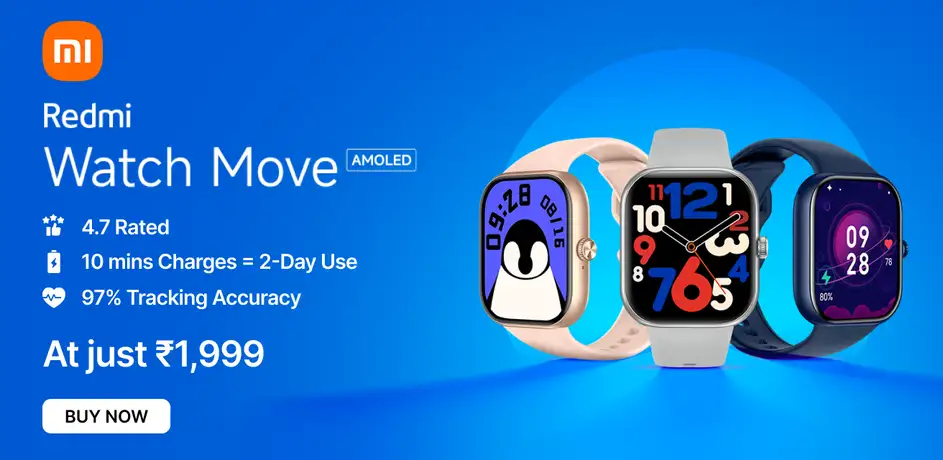 mi
Redmi
Watch Move AMOLED
4.7 Rated
10 mins Charges = 2-Day Use
97% Tracking Accuracy
At just ₹1,999
BUY NOW
09:28 08/16
11 12 1
10 2
9 3
8 4
7 6 5
09
28
78
80%